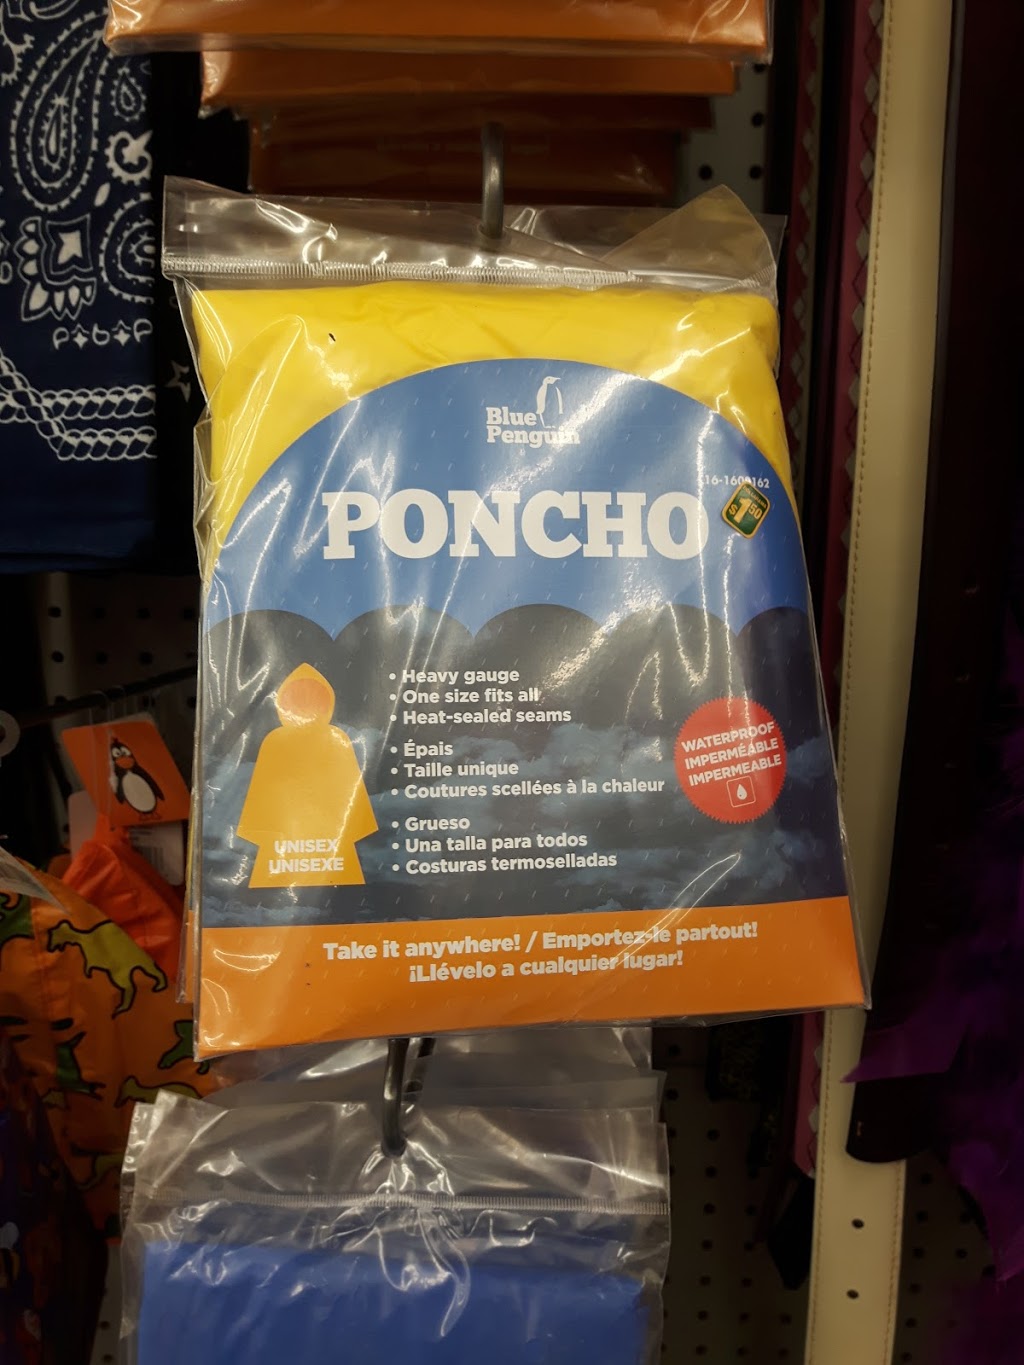 Blue
Penguin
PONCHO
$1.50
• Heavy gauge
• One size fits all
• Heat-sealed seams
• Épais
• Taille unique
• Coutures scellées à la chaleur
• Grueso
• Una talla para todos
• Costuras termoselladas
WATERPROOF
IMPERMÉABLE
IMPERMEABLE
UNISEX
UNISEXE
Take it anywhere! / Emportez-le partout!
¡Llévelo a cualquier lugar!